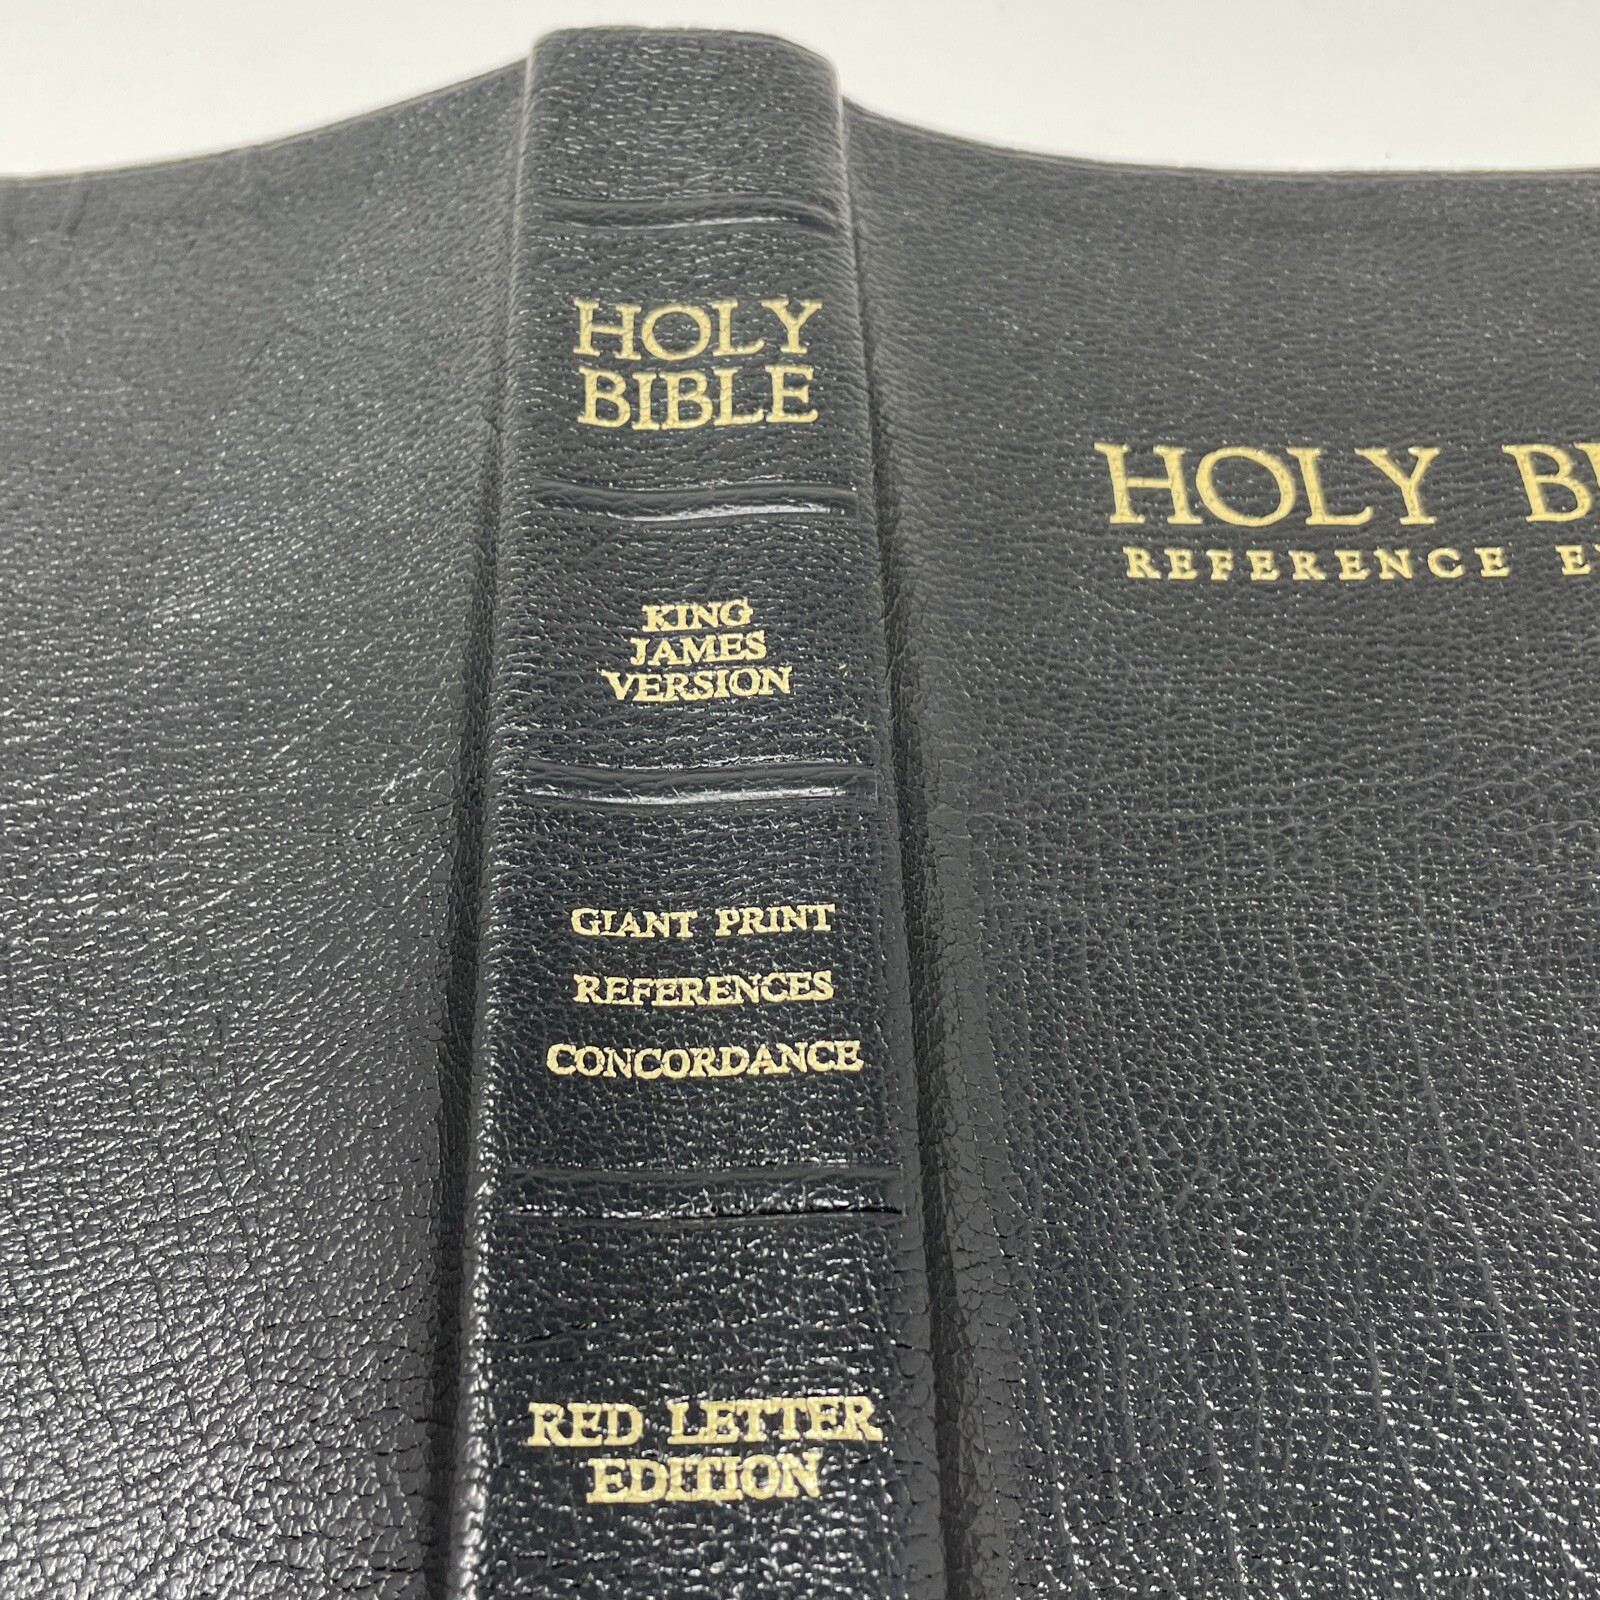 HOLY
BIBLE
KING
JAMES
VERSION
GIANT PRINT
REFERENCES
CONCORDANCE
RED LETTER
EDITION
HOLY
REFERENCE